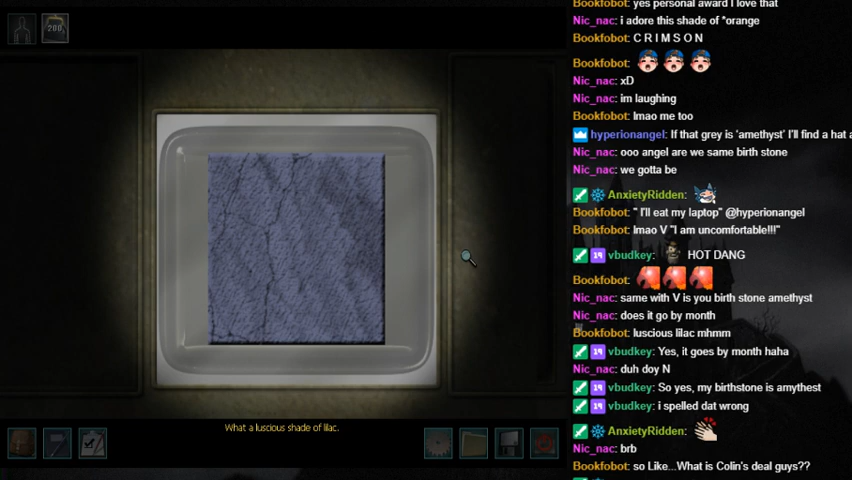 200
What a luscious shade of lilac.
Bookfobot: yes personal award I love that
Nic_nac: i adore this shade of *orange
Bookfobot: C R I M S O N
Bookfobot:
Nic_nac: xD
Nic_nac: im laughing
Bookfobot: lmao me too
hyperionangel: If that grey is 'amethyst' I'll find a hat a
Nic_nac: ooo angel are we same birth stone
Nic_nac: we gotta be
AnxietyRidden:
Bookfobot: " I'll eat my laptop" @hyperionangel
Bookfobot: lmao V "I am uncomfortable!!!"
19 vbudkey: HOT DANG
Bookfobot:
Nic_nac: same with V is you birth stone amethyst
Nic_nac: does it go by month
Bookfobot: luscious lilac mhmm
19 vbudkey: Yes, it goes by month haha
Nic_nac: duh doy N
19 vbudkey: So yes, my birthstone is amythest
19 vbudkey: i spelled dat wrong
AnxietyRidden:
Nic_nac: brb
Bookfobot: so Like...What is Colin's deal guys??